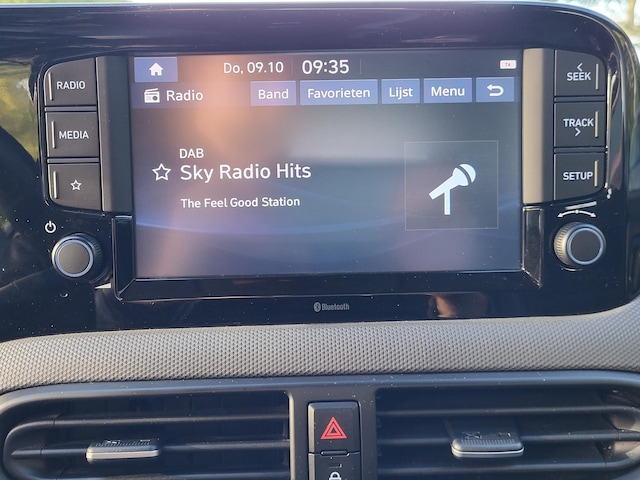 Do, 09.10 09:35
RADIO
SEEK
Radio Band Favorieten Lijst Menu
MEDIA
TRACK
DAB
Sky Radio Hits
SETUP
The Feel Good Station
Bluetooth